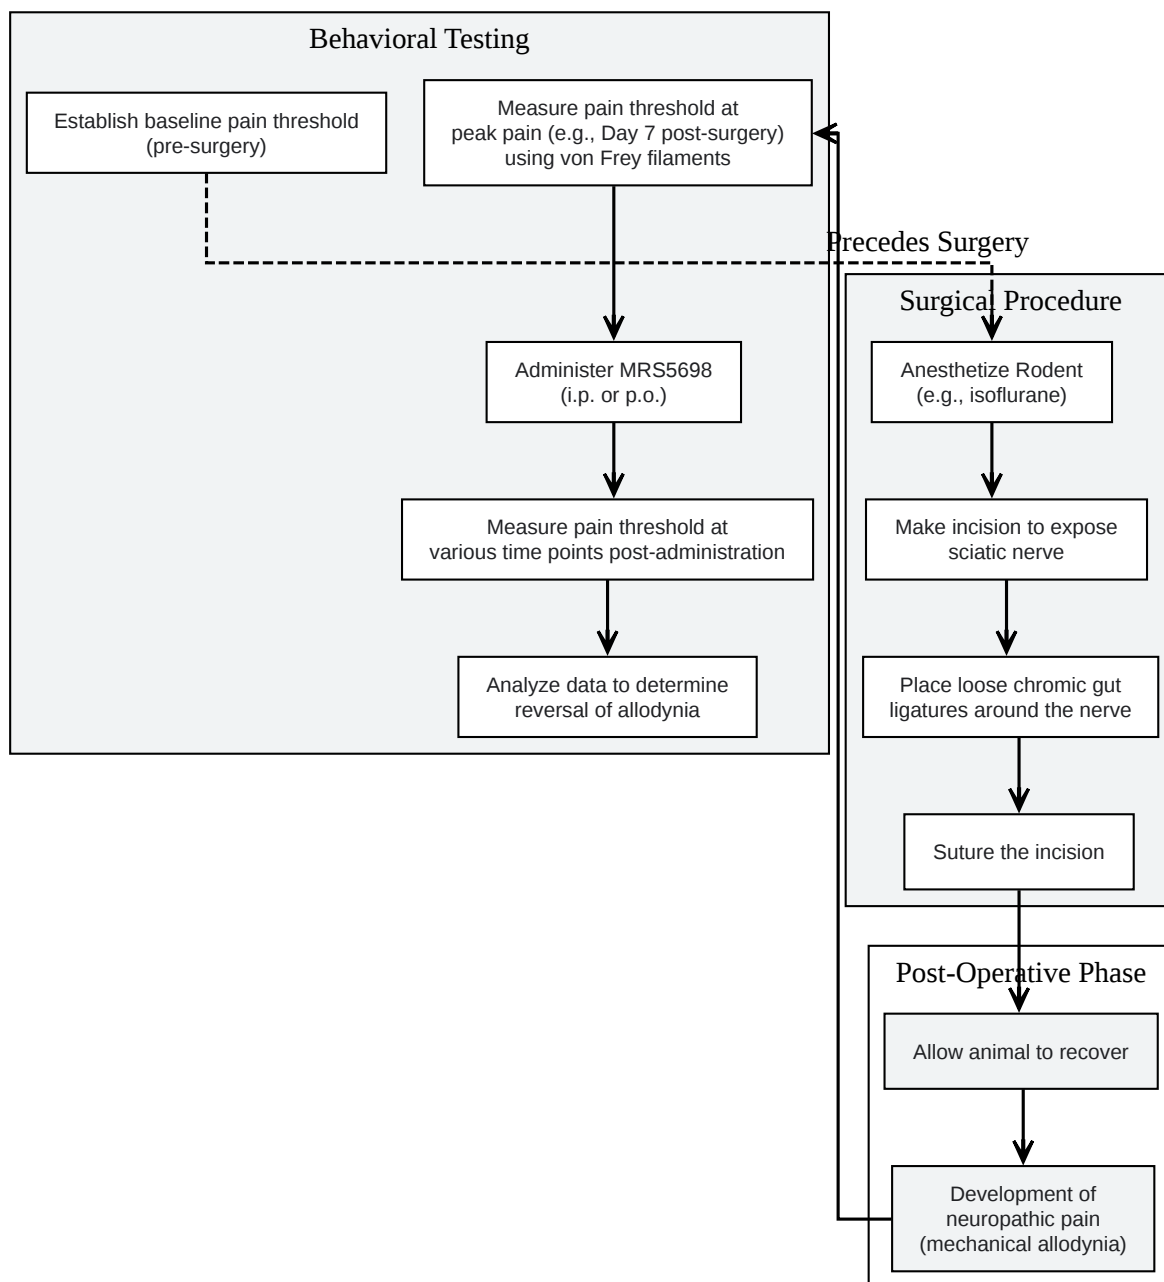 Behavioral Testing
Establish baseline pain threshold
(pre-surgery)
Measure pain threshold at
peak pain (e.g., Day 7 post-surgery)
using von Frey filaments
Precedes Surgery
Administer MRS5698
(i.p. or p.o.)
Measure pain threshold at
various time points post-administration
Analyze data to determine
reversal of allodynia
Surgical Procedure
Anesthetize Rodent
(e.g., isoflurane)
Make incision to expose
sciatic nerve
Place loose chromic gut
ligatures around the nerve
Suture the incision
Post-Operative Phase
Allow animal to recover
Development of
neuropathic pain
(mechanical allodynia)